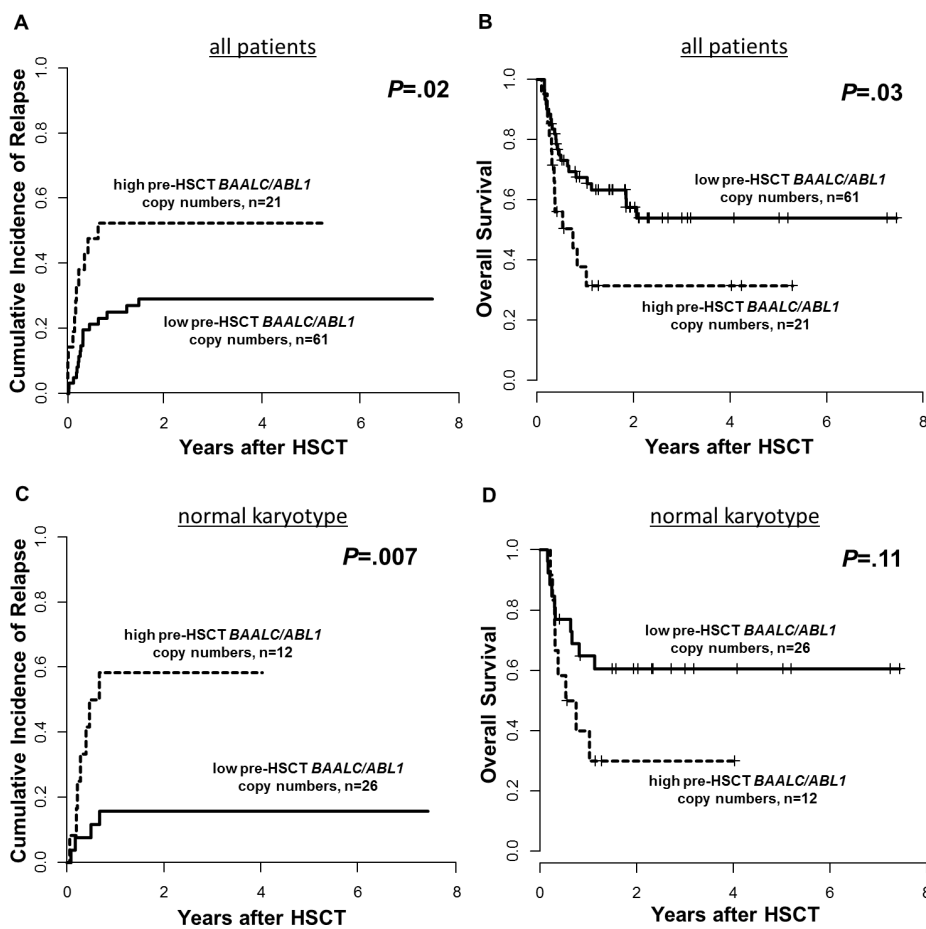 A
all patients
P=.02
Cumulative Incidence of Relapse
1.0
0.8
0.6
0.4
0.2
0.0
high pre-HSCT BAALC/ABL1
copy numbers, n=21
low pre-HSCT BAALC/ABL1
copy numbers, n=61
0 2 4 6 8
Years after HSCT
B
all patients
P=.03
Overall Survival
1.0
0.8
0.6
0.4
0.2
0.0
low pre-HSCT BAALC/ABL1
copy numbers, n=61
high pre-HSCT BAALC/ABL1
copy numbers, n=21
0 2 4 6 8
Years after HSCT
C
normal karyotype
P=.007
Cumulative Incidence of Relapse
1.0
0.8
0.6
0.4
0.2
0.0
high pre-HSCT BAALC/ABL1
copy numbers, n=12
low pre-HSCT BAALC/ABL1
copy numbers, n=26
0 2 4 6 8
Years after HSCT
D
normal karyotype
P=.11
Overall Survival
1.0
0.8
0.6
0.4
0.2
0.0
low pre-HSCT BAALC/ABL1
copy numbers, n=26
high pre-HSCT BAALC/ABL1
copy numbers, n=12
0 2 4 6 8
Years after HSCT